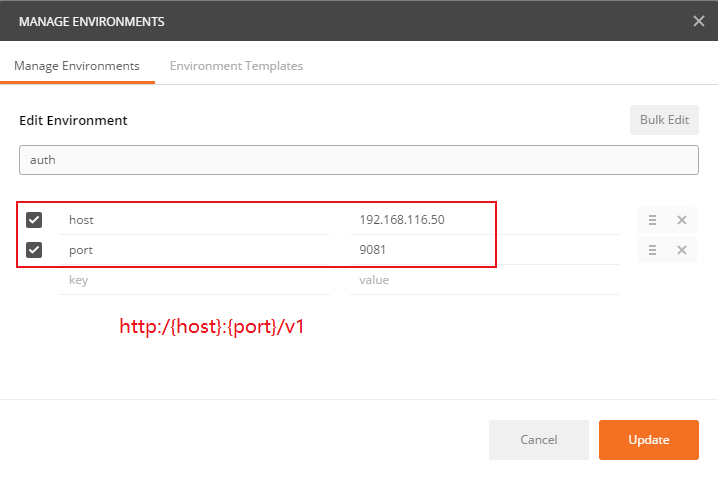 MANAGE ENVIRONMENTS
Manage Environments Environment Templates
Edit Environment Bulk Edit
auth
host 192.168.116.50
port 9081
key value
http:/{host}:{port}/v1
Cancel Update